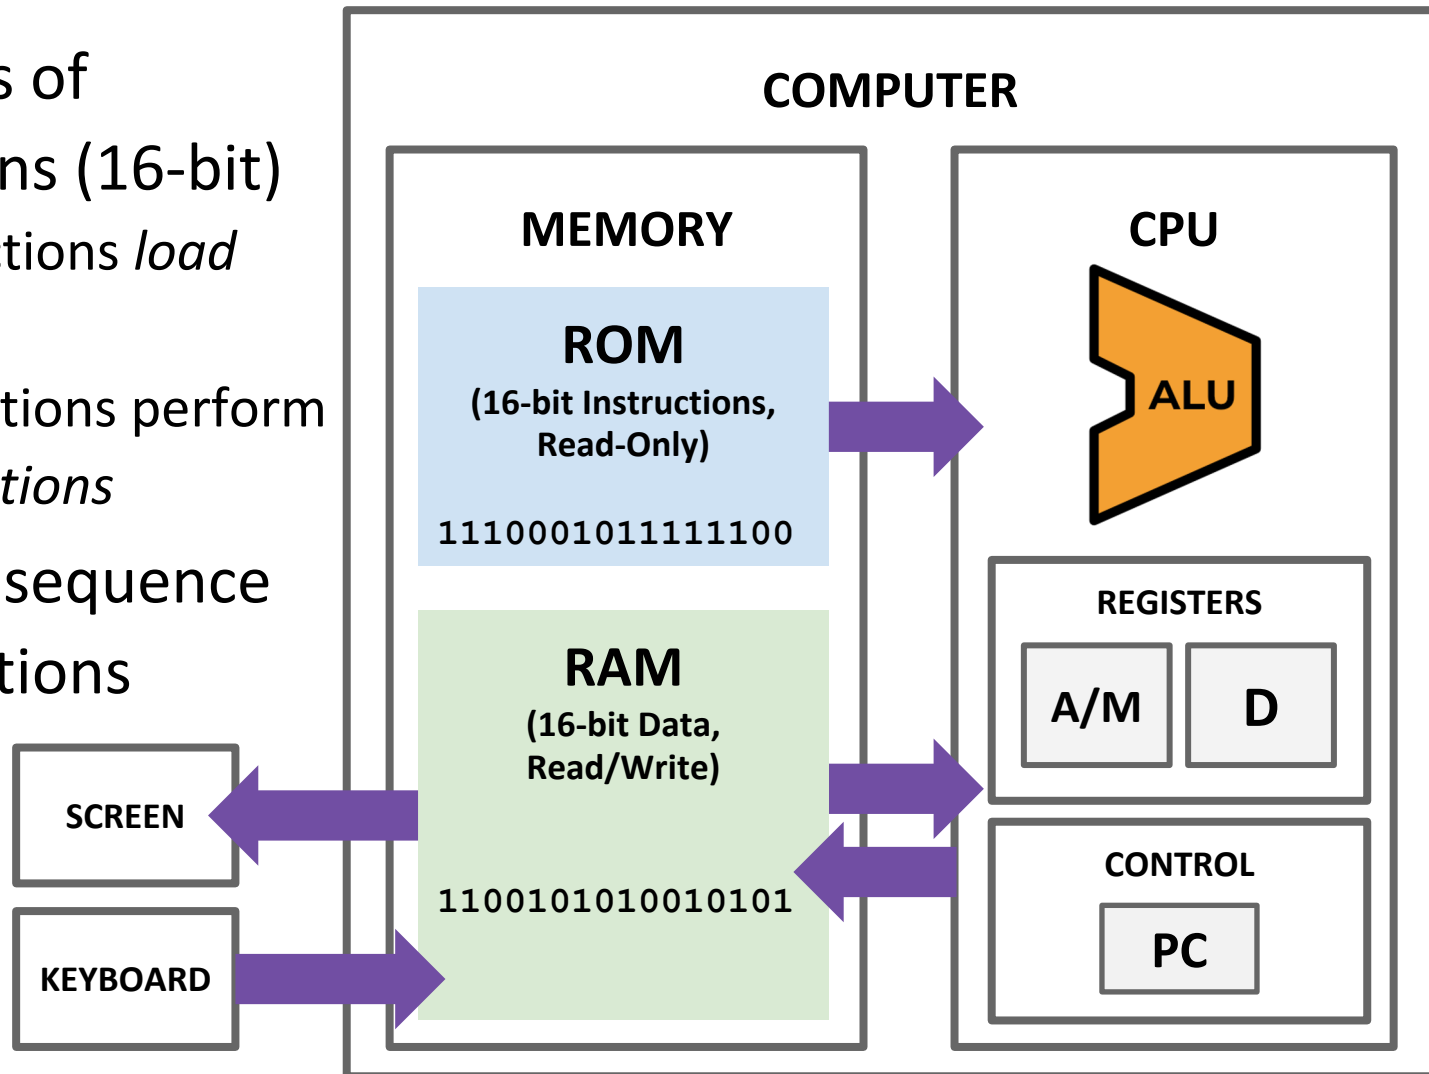 s of
ns (16-bit)
ctions load
tions perform
tions
sequence
tions
COMPUTER
MEMORY
ROM
(16-bit Instructions,
Read-Only)
1110001011111100
RAM
(16-bit Data,
Read/Write)
1100101010010101
CPU
ALU
REGISTERS
A/M
D
CONTROL
PC
SCREEN
KEYBOARD